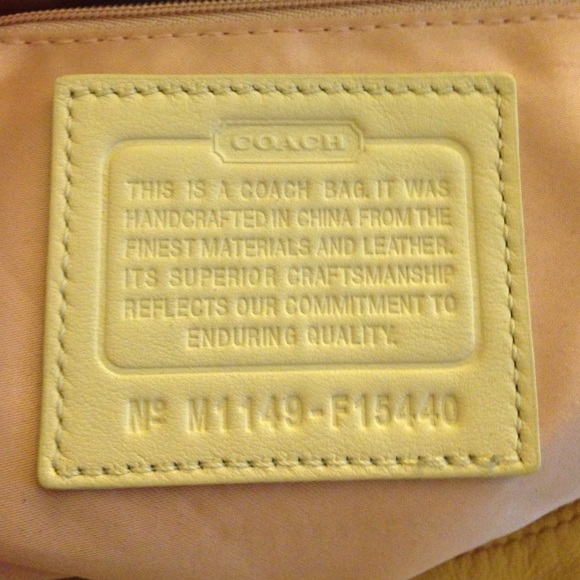 COACH
THIS IS A COACH BAG. IT WAS
HANDCRAFTED IN CHINA FROM THE
FINEST MATERIALS AND LEATHER.
ITS SUPERIOR CRAFTSMANSHIP
REFLECTS OUR COMMITMENT TO
ENDURING QUALITY.
Nº M1149-F15440